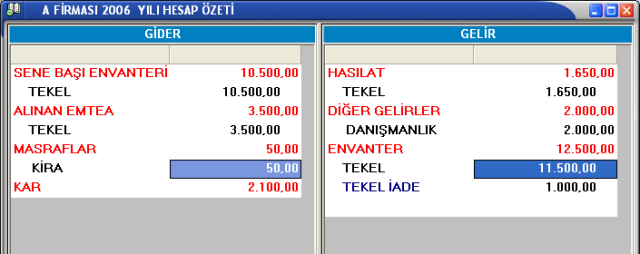 A FİRMASI 2006 YILI HESAP ÖZETİ
GİDER
SENE BAŞI ENVANTERİ 10.500,00
TEKEL 10.500,00
ALINAN EMTEA 3.500,00
TEKEL 3.500,00
MASRAFLAR 50,00
KİRA 50,00
KAR 2.100,00
GELİR
HASILAT 1.650,00
TEKEL 1.650,00
DİĞER GELİRLER 2.000,00
DANIŞMANLIK 2.000,00
ENVANTER 12.500,00
TEKEL 11.500,00
TEKEL İADE 1.000,00